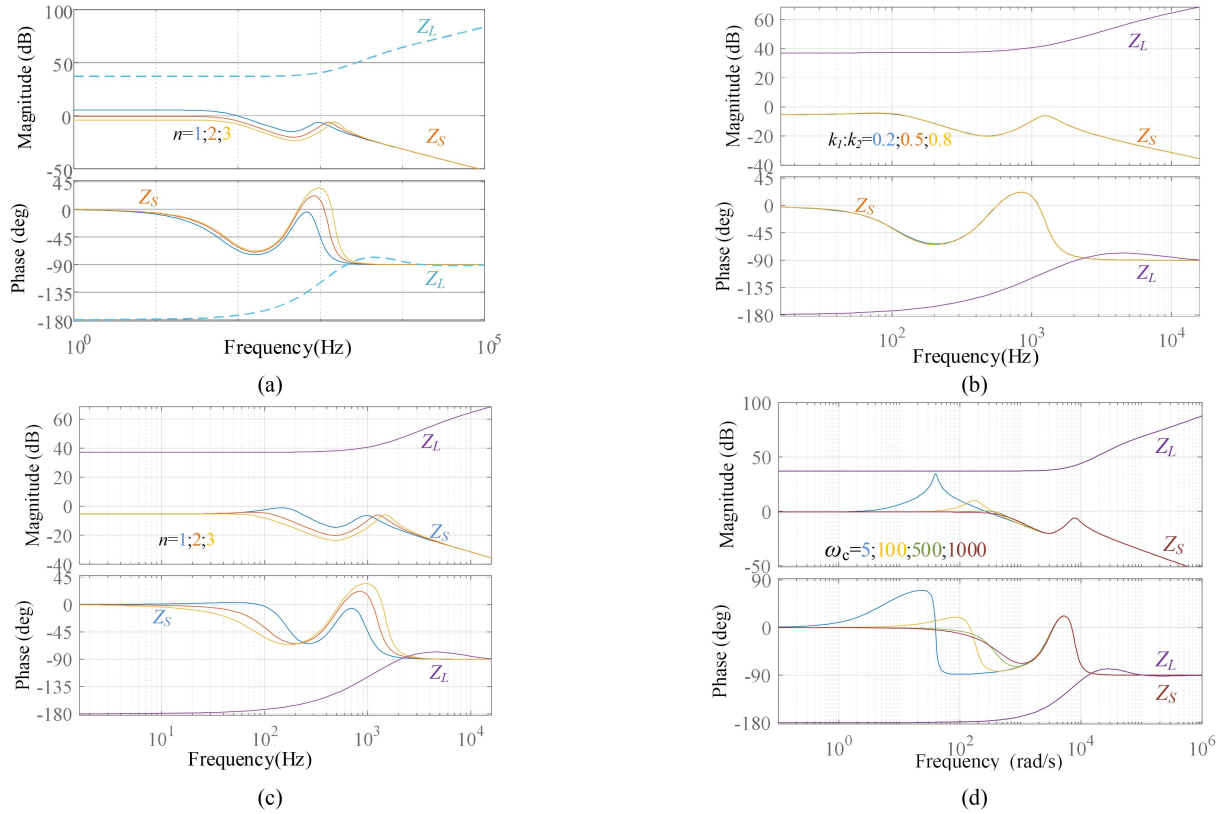 100
50
0
-50
Magnitude (dB)
Z_L
n=1;2;3
Z_S
45
0
-45
-90
-135
-180
Phase (deg)
Z_S
Z_L
10^0
10^5
Frequency(Hz)
(a)
60
40
20
0
-20
-40
Magnitude (dB)
Z_L
k_1:k_2=0.2;0.5;0.8
Z_S
45
0
-45
-90
-135
-180
Phase (deg)
Z_S
Z_L
10^2
10^3
10^4
Frequency(Hz)
(b)
60
40
20
0
-20
-40
Magnitude (dB)
Z_L
n=1;2;3
Z_S
45
0
-45
-90
-135
-180
Phase (deg)
Z_S
Z_L
10^1
10^2
10^3
10^4
Frequency(Hz)
(c)
100
50
0
-50
Magnitude (dB)
Z_L
ω_c=5;100;500;1000
Z_S
90
0
-90
-180
Phase (deg)
Z_L
Z_S
10^0
10^2
10^4
10^6
Frequency (rad/s)
(d)